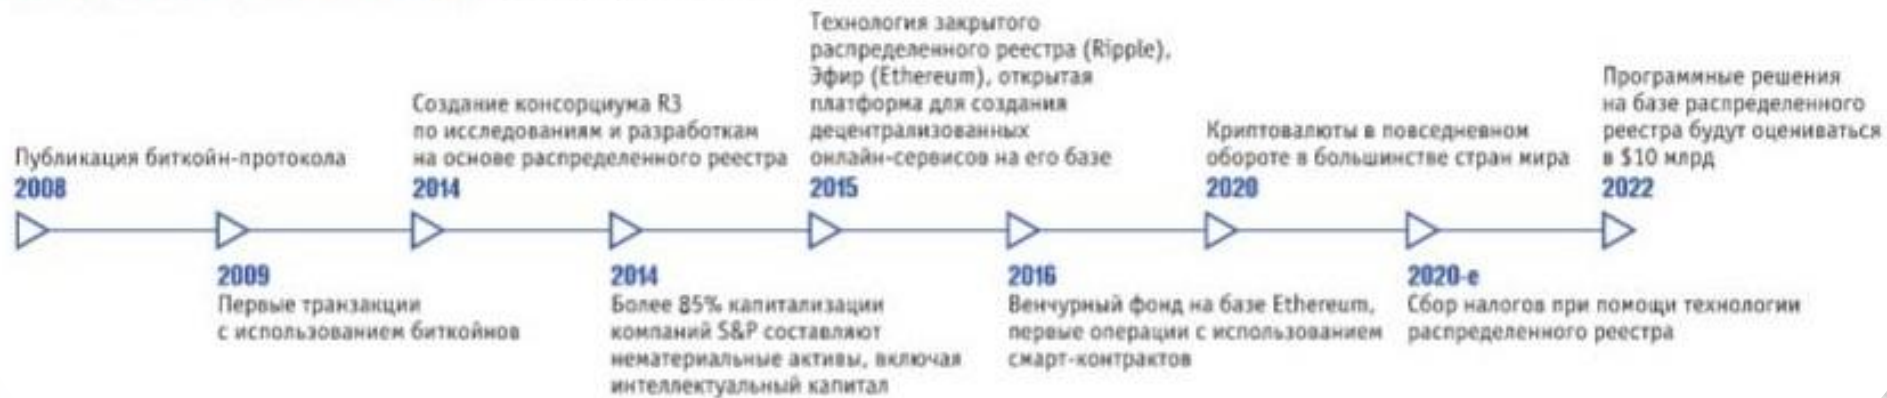 Публикация биткойн-протокола
2008
2009
Первые транзакции
с использованием биткойнов
Создание консорциума R3
по исследованиям и разработкам
на основе распределенного реестра
2014
2014
Более 85% капитализации
компаний S&P составляют
нематериальные активы, включая
интеллектуальный капитал
Технология закрытого
распределенного реестра (Ripple),
Эфир (Ethereum), открытая
платформа для создания
децентрализованных
онлайн-сервисов на его базе
2015
2016
Венчурный фонд на базе Ethereum,
первые операции с использованием
смарт-контрактов
Криптовалюты в повседневном
обороте в большинстве стран мира
2020
2020-е
Сбор налогов при помощи технологии
распределенного реестра
Программные решения
на базе распределенного
реестра будут оцениваться
в $10 млрд
2022